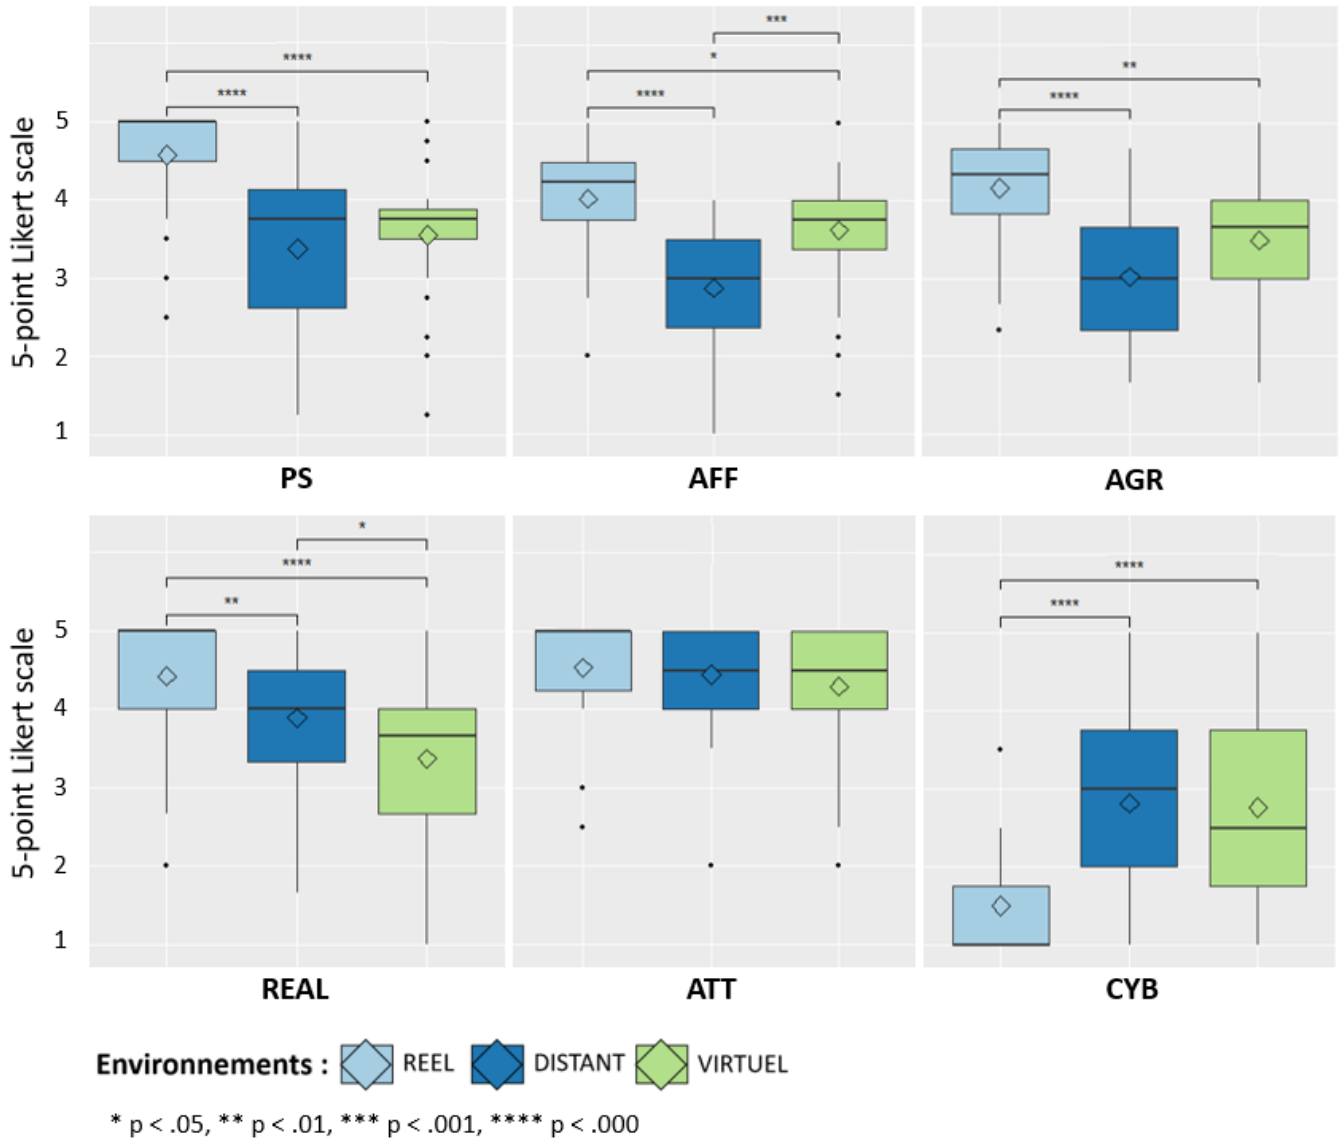 ***
****
*
**
****
****
****
5-point Likert scale
5
4
3
2
1
PS
AFF
AGR
*
****
**
****
****
5-point Likert scale
5
4
3
2
1
REAL
ATT
CYB
Environnements : REEL DISTANT VIRTUEL
* p < .05, ** p < .01, *** p < .001, **** p < .000